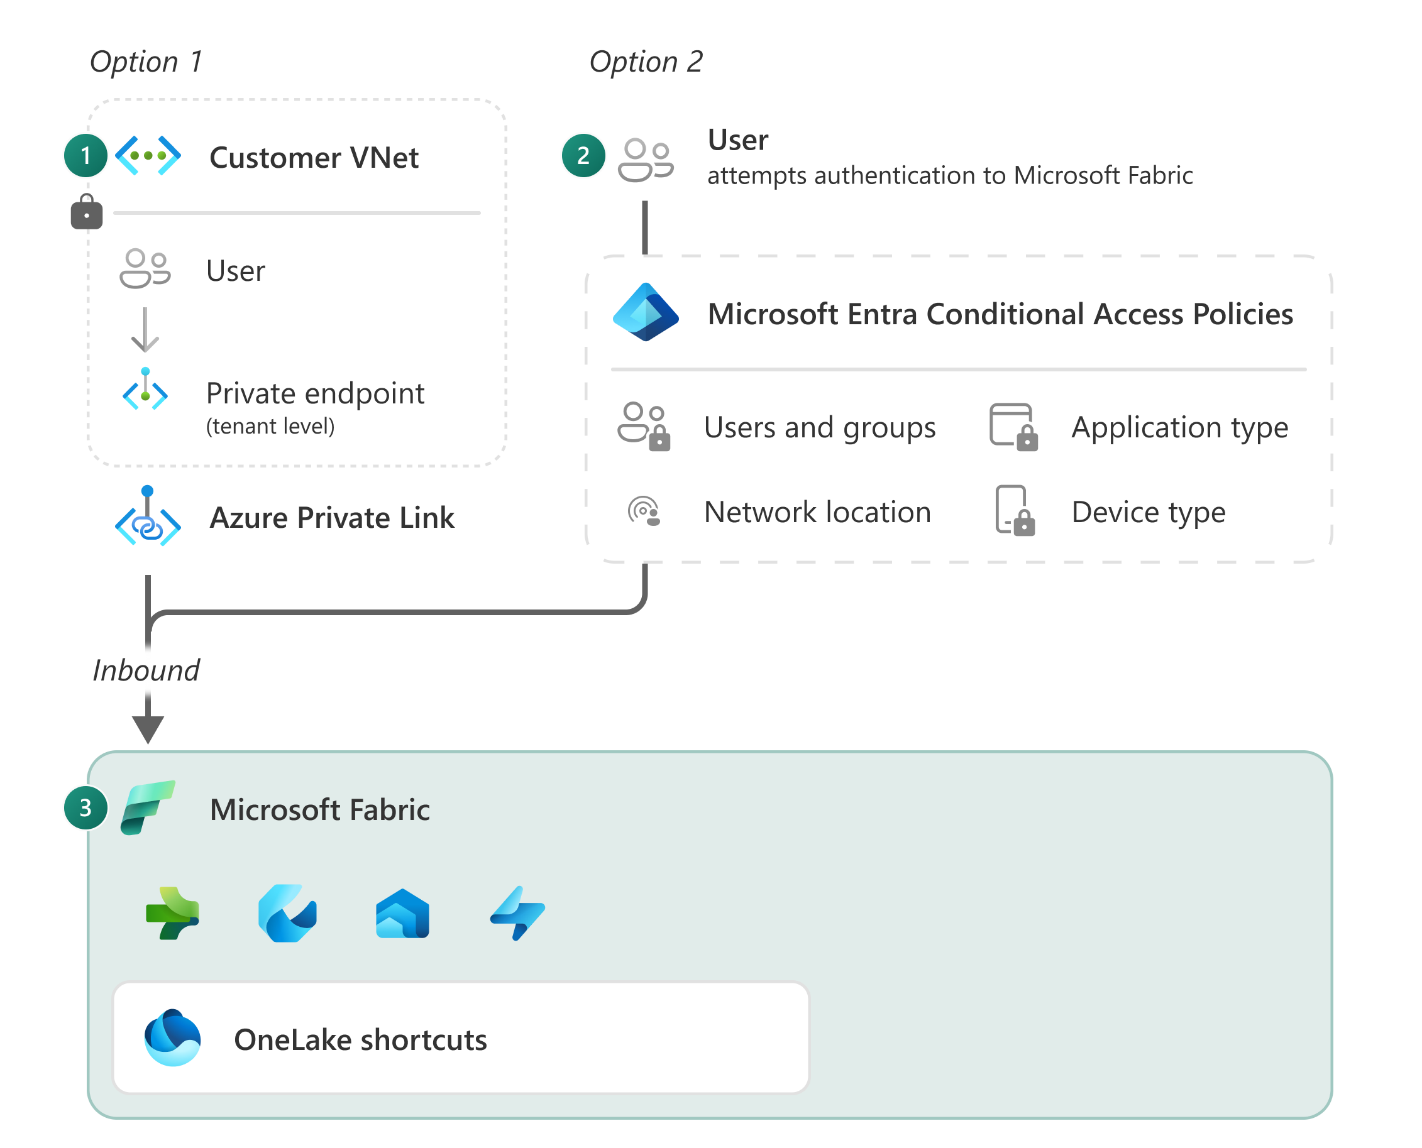 Option 1
1
Customer VNet
User
Private endpoint
(tenant level)
Azure Private Link
Option 2
2
User
attempts authentication to Microsoft Fabric
Microsoft Entra Conditional Access Policies
Users and groups
Application type
Network location
Device type
Inbound
3
Microsoft Fabric
OneLake shortcuts